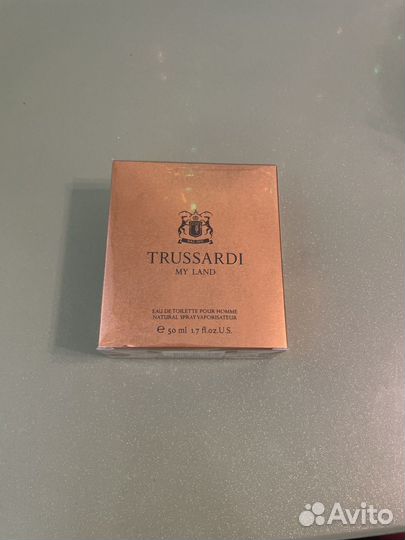 TRUSSARDI
MY LAND
EAU DE TOILETTE POUR HOMME
NATURAL SPRAY VAPORISATEUR
e 50 ml 1.7 fl.oz.U.S.
Avito